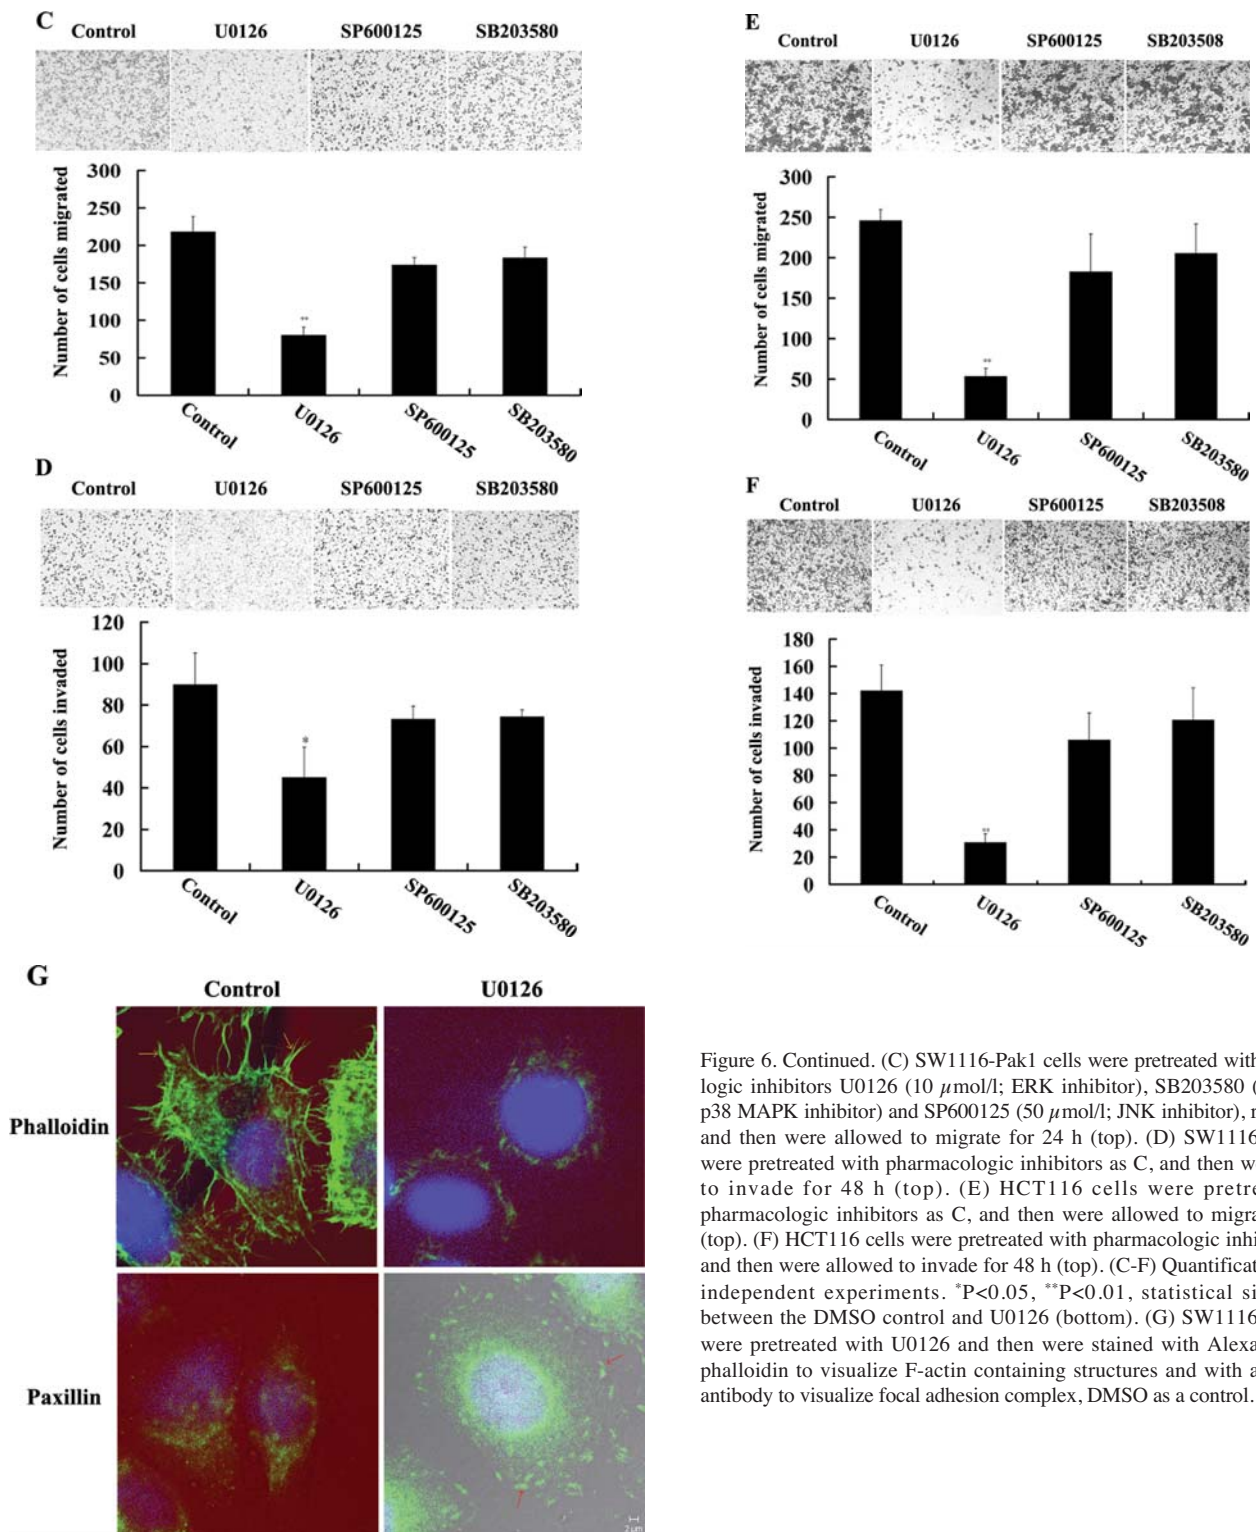 C
Control U0126 SP600125 SB203580
Number of cells migrated
300
250
200
150
100
50
0
**
Control U0126 SP600125 SB203580
D
Control U0126 SP600125 SB203580
Number of cells invaded
120
100
80
60
40
20
0
*
Control U0126 SP600125 SB203580
E
Control U0126 SP600125 SB203508
Number of cells migrated
300
250
200
150
100
50
0
**
Control U0126 SP600125 SB203580
F
Control U0126 SP600125 SB203508
Number of cells invaded
180
160
140
120
100
80
60
40
20
0
**
Control U0126 SP600125 SB203580
G
Control U0126
Phalloidin
Paxillin
2 μm
Figure 6. Continued. (C) SW1116-Pak1 cells were pretreated with
logic inhibitors U0126 (10 μmol/l; ERK inhibitor), SB203580 (
p38 MAPK inhibitor) and SP600125 (50 μmol/l; JNK inhibitor), r
and then were allowed to migrate for 24 h (top). (D) SW1116
were pretreated with pharmacologic inhibitors as C, and then we
to invade for 48 h (top). (E) HCT116 cells were pretre
pharmacologic inhibitors as C, and then were allowed to migra
(top). (F) HCT116 cells were pretreated with pharmacologic inhi
and then were allowed to invade for 48 h (top). (C-F) Quantificat
independent experiments. *P<0.05, **P<0.01, statistical si
between the DMSO control and U0126 (bottom). (G) SW1116
were pretreated with U0126 and then were stained with Alexa
phalloidin to visualize F-actin containing structures and with a
antibody to visualize focal adhesion complex, DMSO as a control.